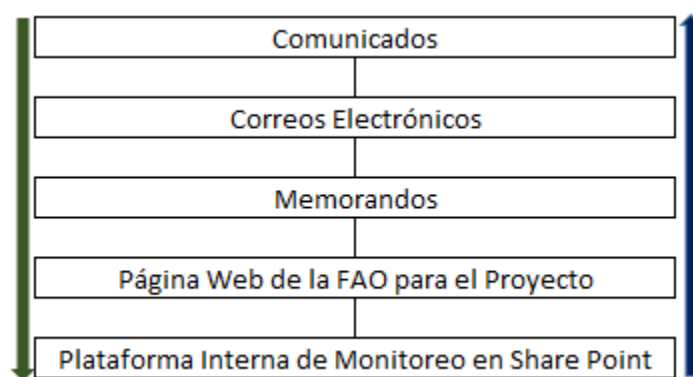 Comunicados
Correos Electrónicos
Memorandos
Página Web de la FAO para el Proyecto
Plataforma Interna de Monitoreo en Share Point